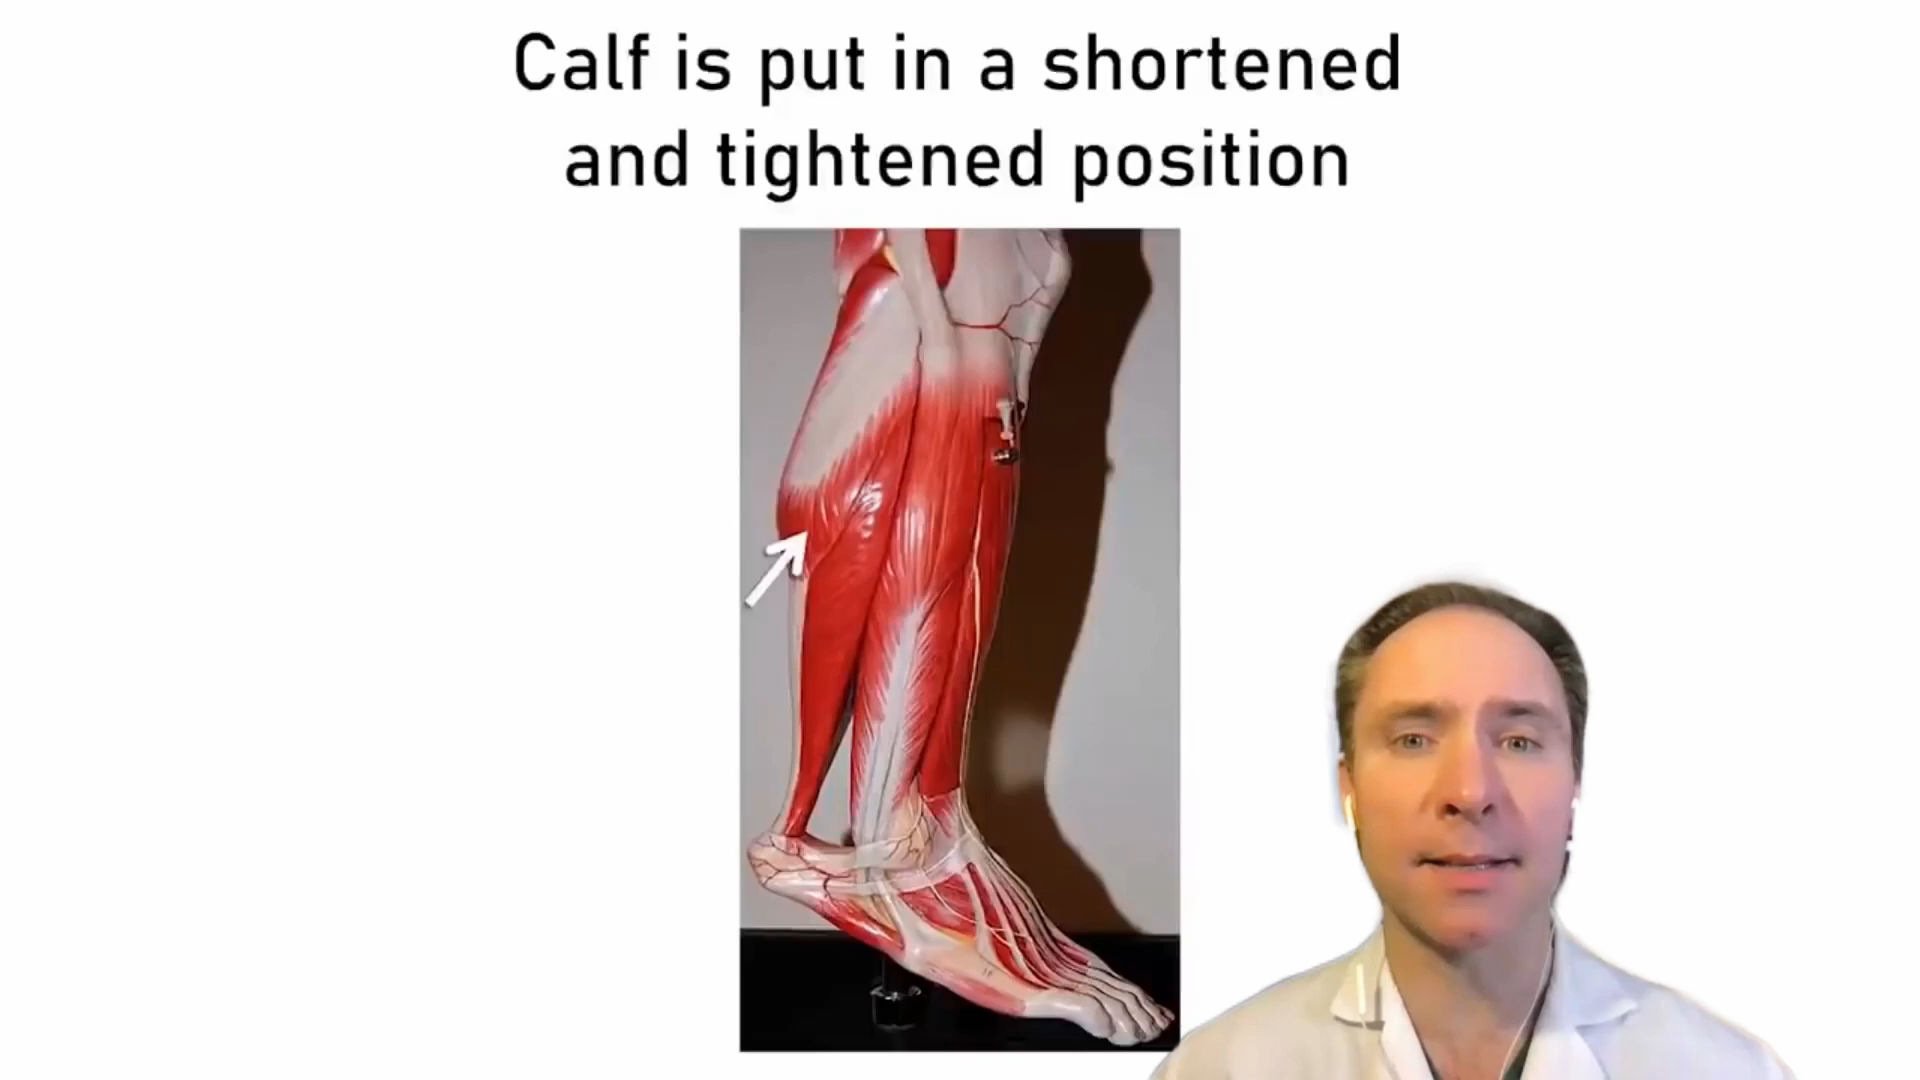 Calf is put in a shortened
and tightened position